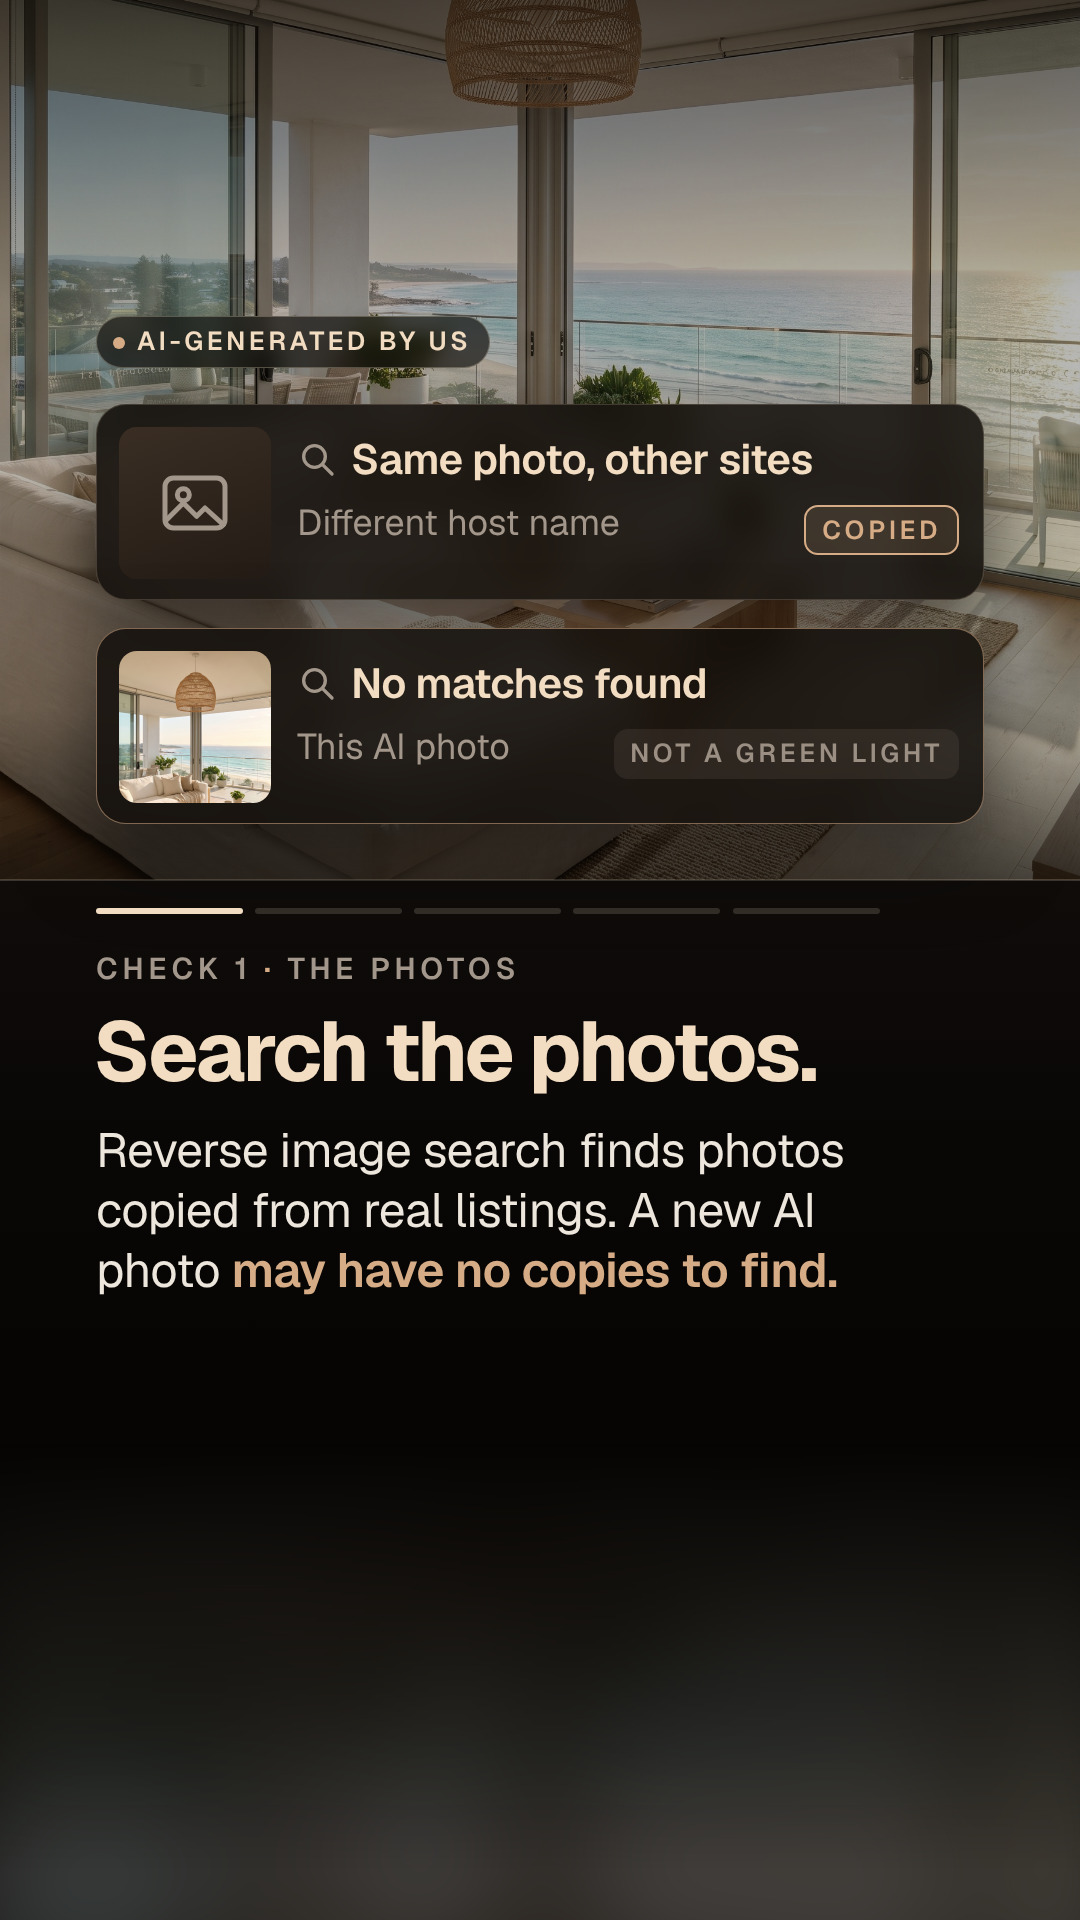 AI-GENERATED BY US
Same photo, other sites
Different host name
COPIED
No matches found
This AI photo
NOT A GREEN LIGHT
CHECK 1 · THE PHOTOS
Search the photos.
Reverse image search finds photos
copied from real listings. A new AI
photo may have no copies to find.